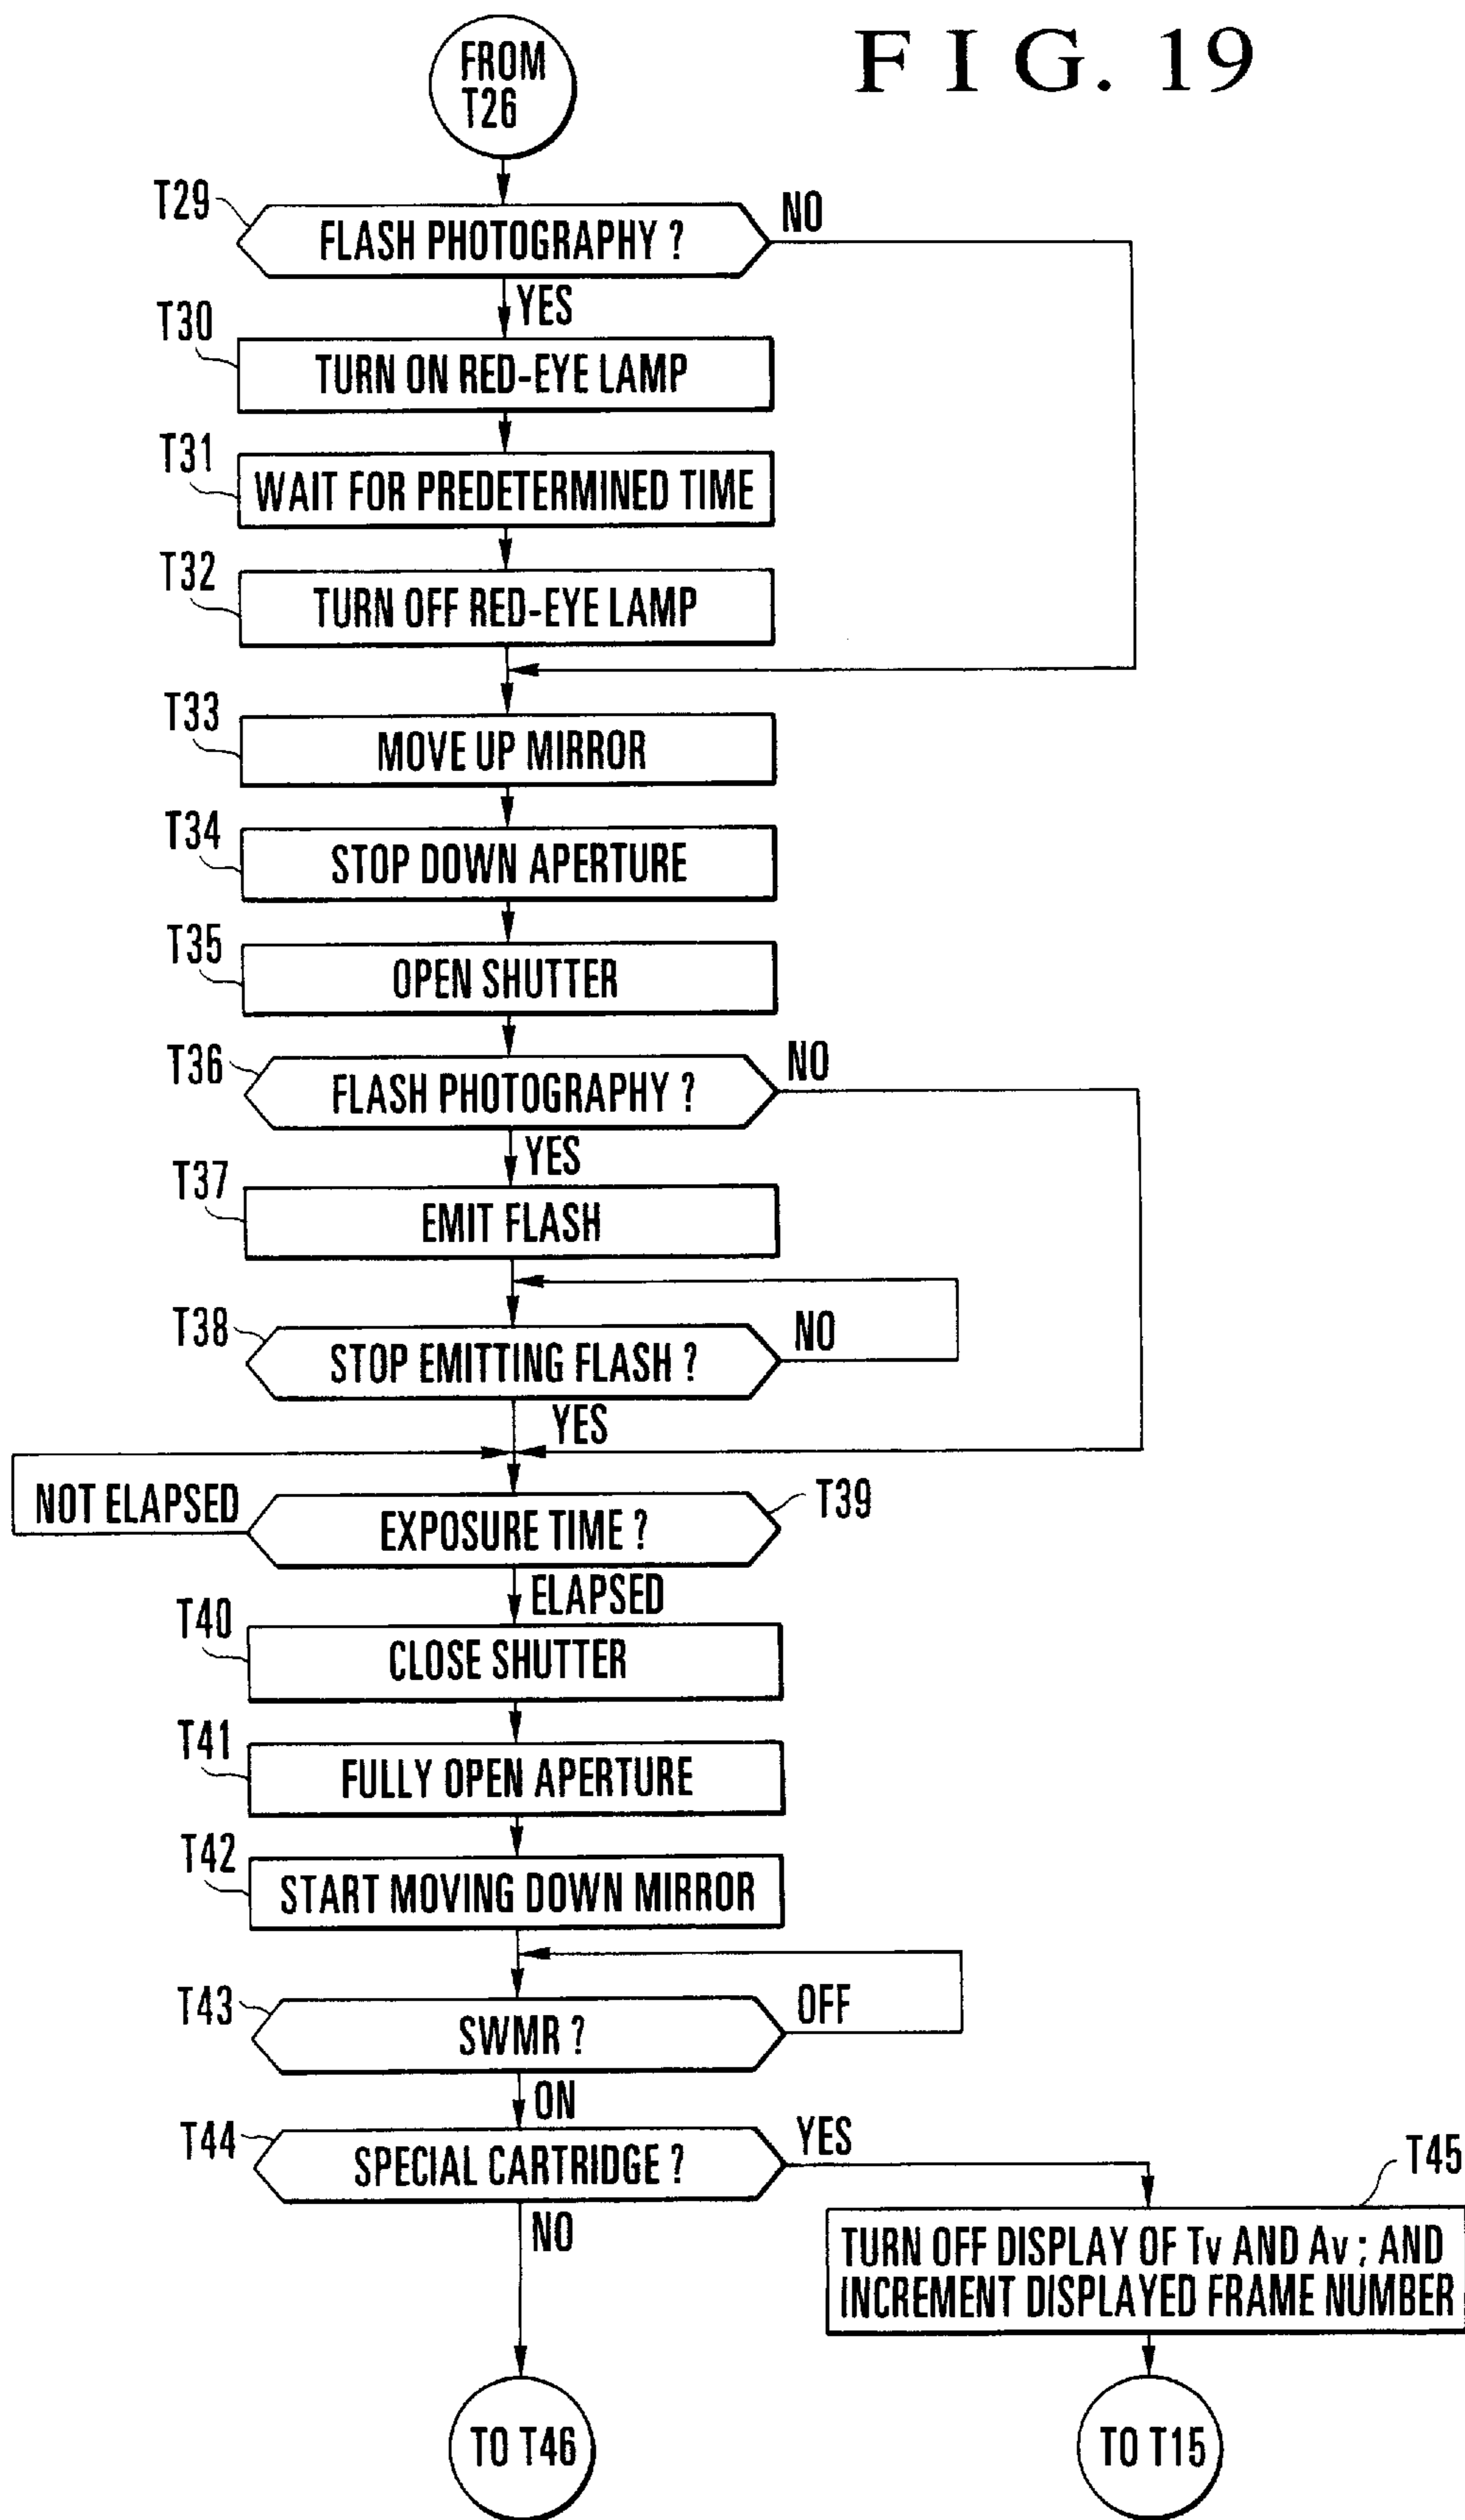 FIG. 19
FROM
T26
T29
FLASH PHOTOGRAPHY ?
NO
YES
T30
TURN ON RED-EYE LAMP
T31
WAIT FOR PREDETERMINED TIME
T32
TURN OFF RED-EYE LAMP
T33
MOVE UP MIRROR
T34
STOP DOWN APERTURE
T35
OPEN SHUTTER
T36
FLASH PHOTOGRAPHY ?
NO
YES
T37
EMIT FLASH
T38
STOP EMITTING FLASH ?
NO
YES
NOT ELAPSED
EXPOSURE TIME ?
T39
ELAPSED
T40
CLOSE SHUTTER
T41
FULLY OPEN APERTURE
T42
START MOVING DOWN MIRROR
T43
SWMR ?
OFF
ON
T44
SPECIAL CARTRIDGE ?
YES
NO
T45
TURN OFF DISPLAY OF Tv AND Av ; AND
INCREMENT DISPLAYED FRAME NUMBER
TO T46
TO T15